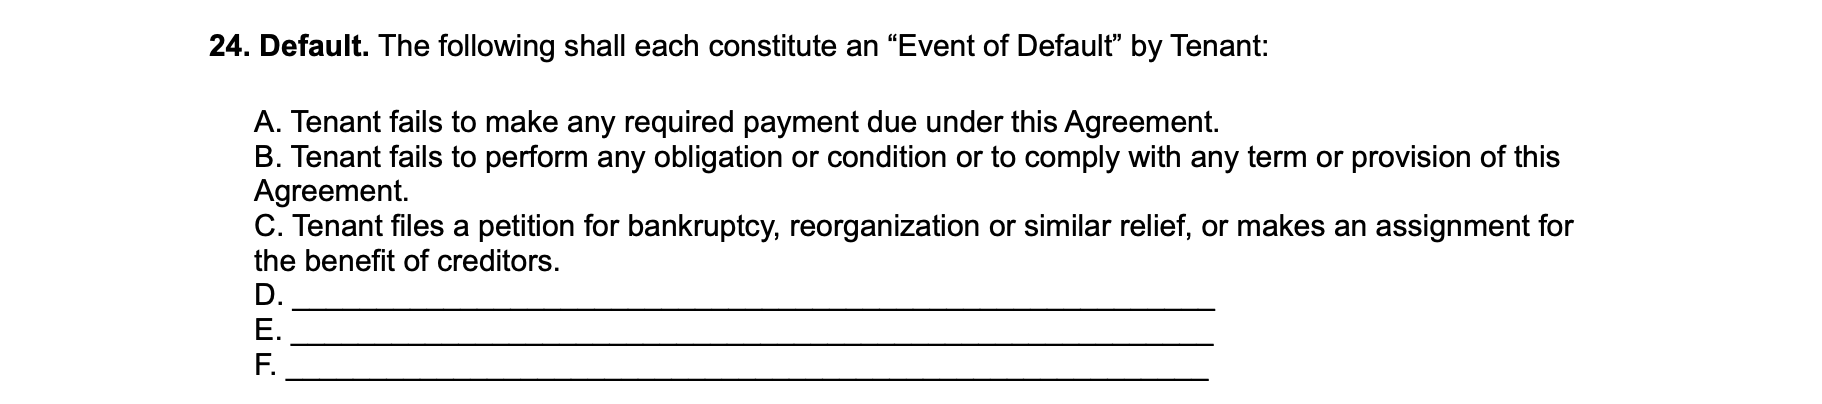 24. Default. The following shall each constitute an “Event of Default” by Tenant:
A. Tenant fails to make any required payment due under this Agreement.
B. Tenant fails to perform any obligation or condition or to comply with any term or provision of this
Agreement.
C. Tenant files a petition for bankruptcy, reorganization or similar relief, or makes an assignment for
the benefit of creditors.
D. ______________________________________________________
E. ______________________________________________________
F. ______________________________________________________